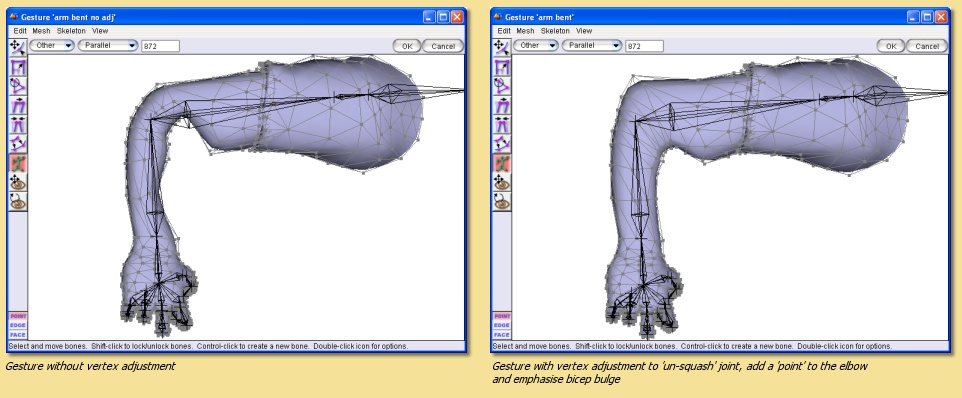 Gesture 'arm bent no adj'
Edit Mesh Skeleton View
Other Parallel 872 OK Cancel
POINT
EDGE
FACE
Select and move bones. Shift-click to lock/unlock bones. Control-click to create a new bone. Double-click icon for options.
Gesture without vertex adjustment
Gesture 'arm bent'
Edit Mesh Skeleton View
Other Parallel 872 OK Cancel
POINT
EDGE
FACE
Select and move bones. Shift-click to lock/unlock bones. Control-click to create a new bone. Double-click icon for options.
Gesture with vertex adjustment to 'un-squash' joint, add a 'point' to the elbow
and emphasise bicep bulge